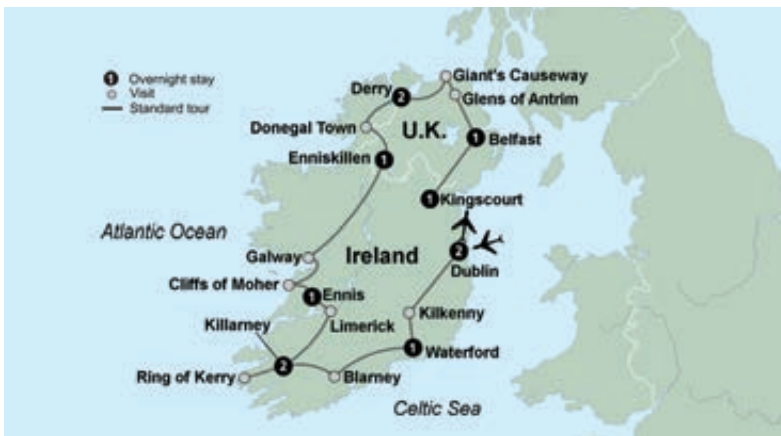 1 Overnight stay
Visit
Standard tour
Giant's Causeway
Derry
2
Glens of Antrim
Donegal Town
U.K.
1
Belfast
Enniskillen
1
1
Kingscourt
Atlantic Ocean
Galway
Ireland
2
Dublin
Cliffs of Moher
1
Ennis
Killarney
Limerick
Kilkenny
1
Waterford
Ring of Kerry
2
Blarney
Celtic Sea